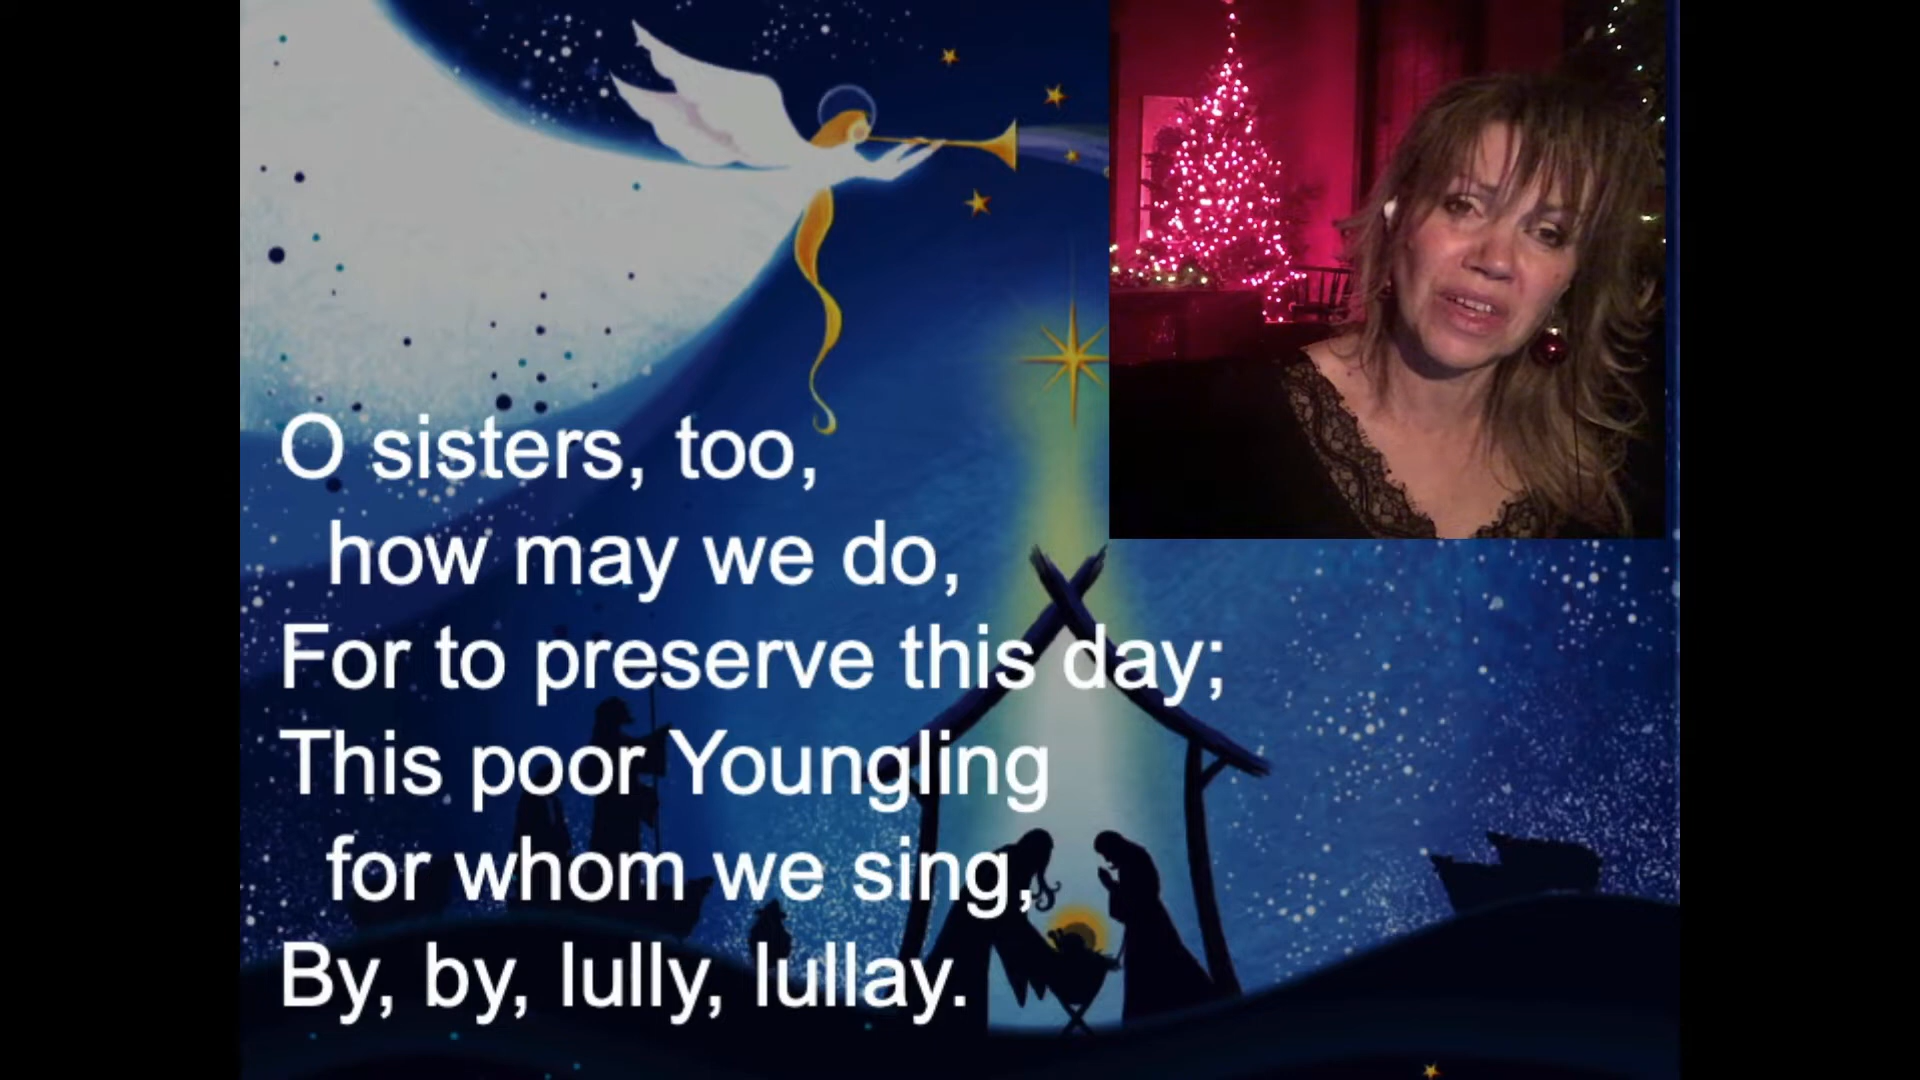 O sisters, too,
how may we do,
For to preserve this day;
This poor Youngling
for whom we sing,
By, by, lully, lullay.